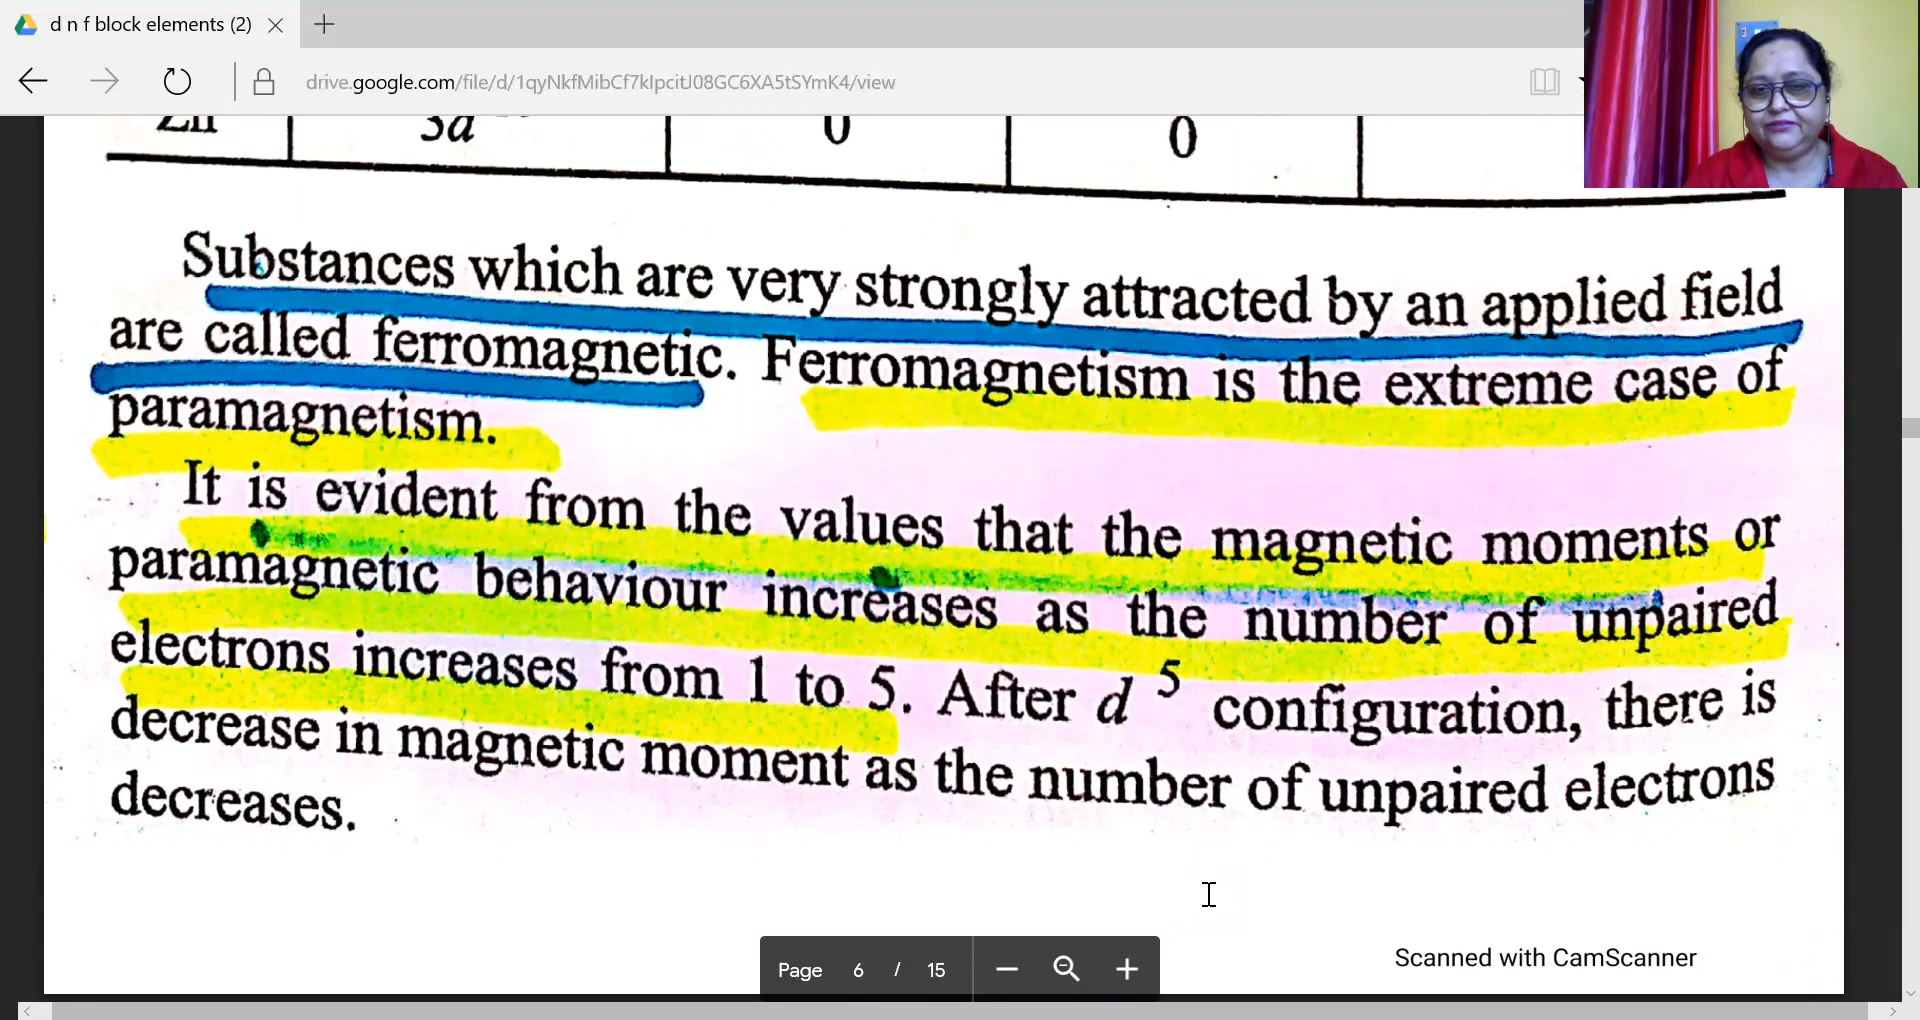 d n f block elements (2)
drive.google.com/file/d/1qyNkfMibCf7kIpcitJ08GC6XA5tSYmK4/view
Zn 3d 0 0
Substances which are very strongly attracted by an applied field
are called ferromagnetic. Ferromagnetism is the extreme case of
paramagnetism.
It is evident from the values that the magnetic moments or
paramagnetic behaviour increases as the number of unpaired
electrons increases from 1 to 5. After d 5 configuration, there is
decrease in magnetic moment as the number of unpaired electrons
decreases.
Page 6 / 15
Scanned with CamScanner